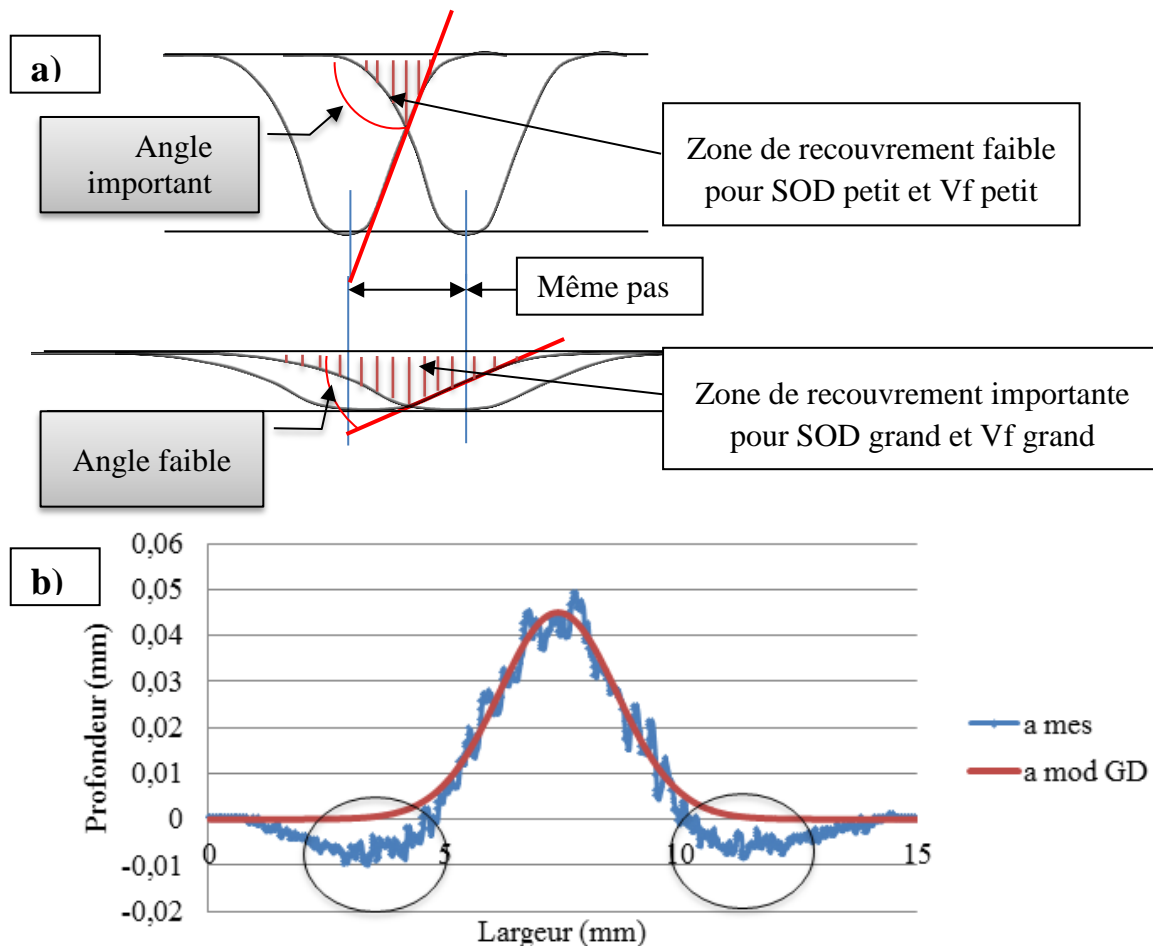 a)
Angle
important
Zone de recouvrement faible
pour SOD petit et Vf petit
Même pas
Zone de recouvrement importante
pour SOD grand et Vf grand
Angle faible
b)
Profondeur (mm)
0,06
0,05
0,04
0,03
0,02
0,01
0
-0,01
-0,02
0
5
10
15
Largeur (mm)
a mes
a mod GD